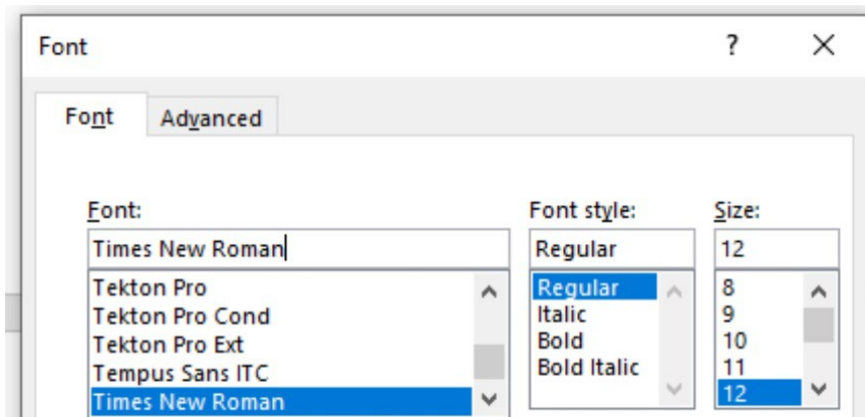 Font ?
Font Advanced
Font: Font style: Size:
Times New Roman Regular 12
Tekton Pro Regular 8
Tekton Pro Cond Italic 9
Tekton Pro Ext Bold 10
Tempus Sans ITC Bold Italic 11
Times New Roman 12